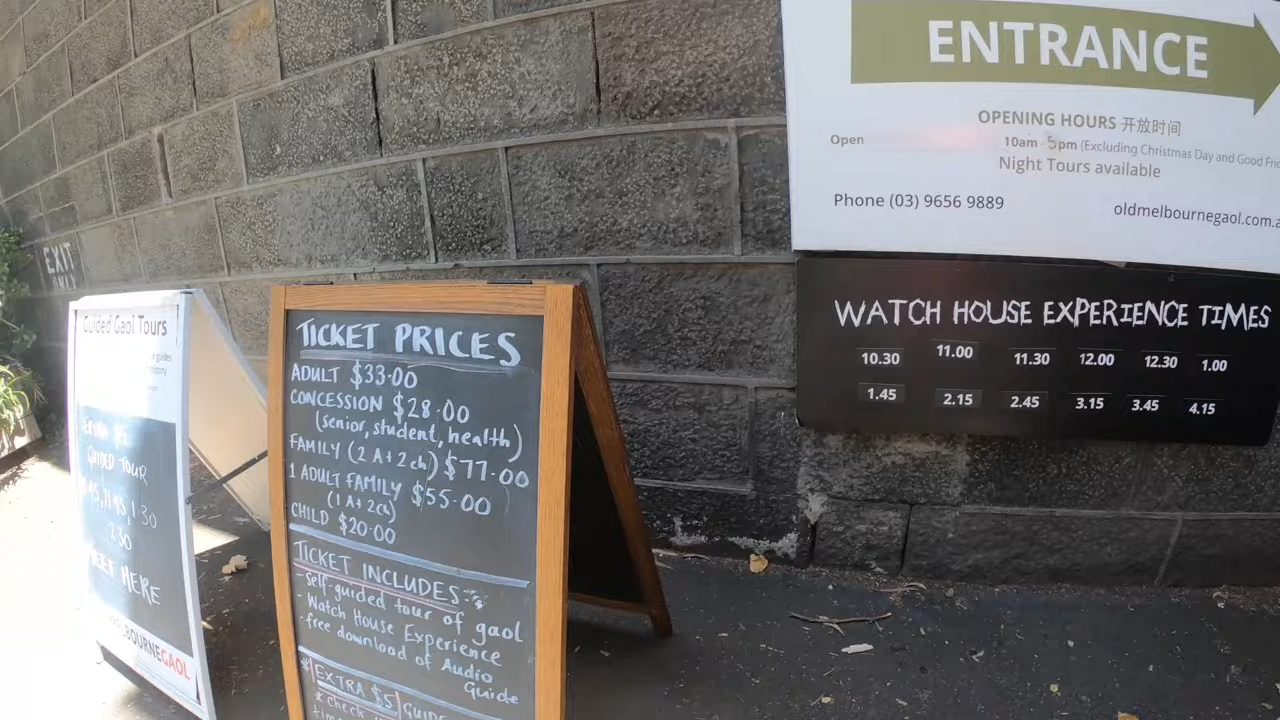 EXIT
ONLY
Guided Gaol Tours
GUIDED TOUR
2.30
MEET HERE
TICKET PRICES
ADULT $33.00
CONCESSION $28.00
(senior, student, health)
FAMILY (2 A + 2 ch) $77.00
1 ADULT FAMILY $55.00
(1 A + 2ch)
CHILD $20.00
TICKET INCLUDES:
- Self-guided tour of gaol
- Watch House Experience
- free download of Audio
Guide
* EXTRA $5
* check
ENTRANCE
OPENING HOURS 开放时间
Open 10am - 5pm (Excluding Christmas Day and Good
Night Tours available
Phone (03) 9656 9889
oldmelbournegaol.com.a
WATCH HOUSE EXPERIENCE TIMES
10.30 11.00 11.30 12.00 12.30 1.00
1.45 2.15 2.45 3.15 3.45 4.15